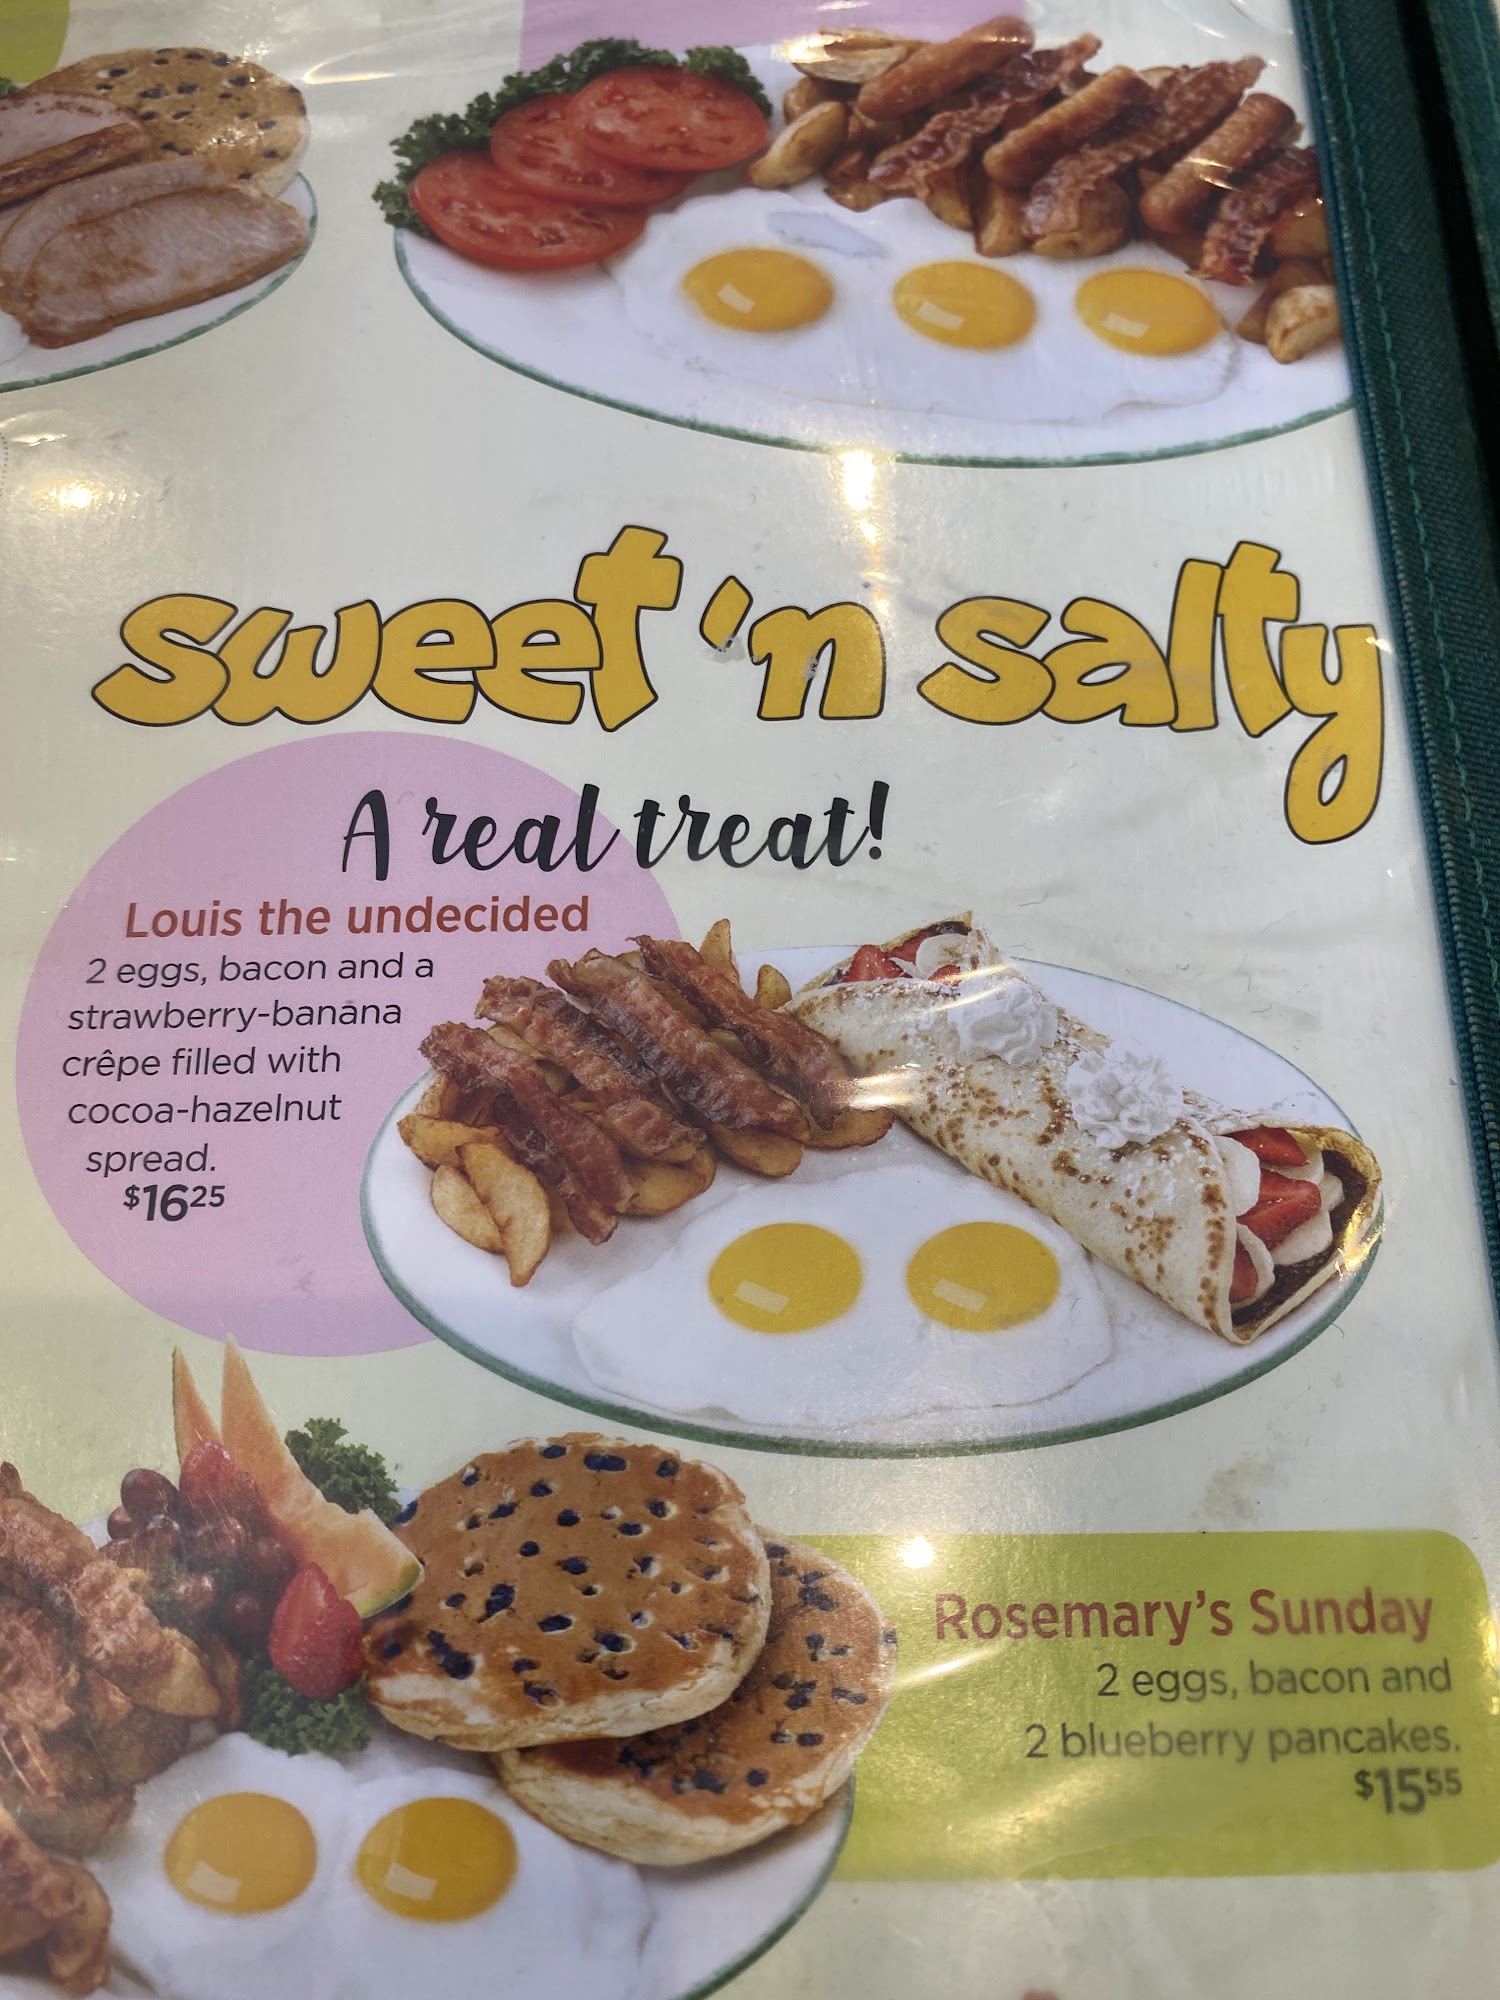 sweet 'n salty
A real treat!
Louis the undecided
2 eggs, bacon and a
strawberry-banana
crêpe filled with
cocoa-hazelnut
spread.
$16 25
Rosemary's Sunday
2 eggs, bacon and
2 blueberry pancakes.
$15 55